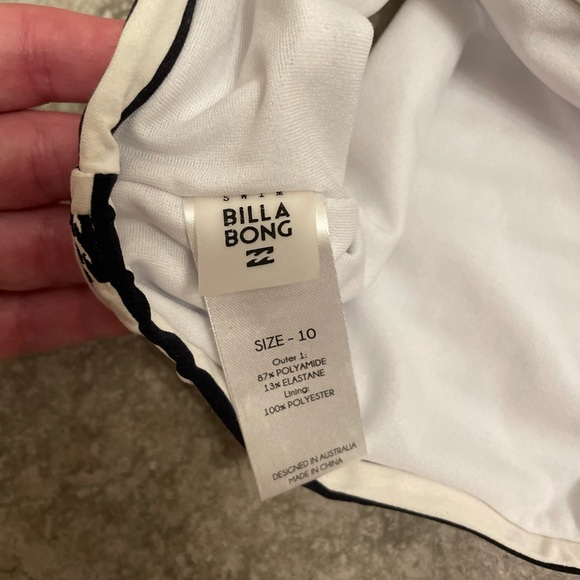 SWIM
BILLA
BONG
SIZE - 10
Outer 1:
87% POLYAMIDE
13% ELASTANE
Lining:
100% POLYESTER
DESIGNED IN AUSTRALIA
MADE IN CHINA